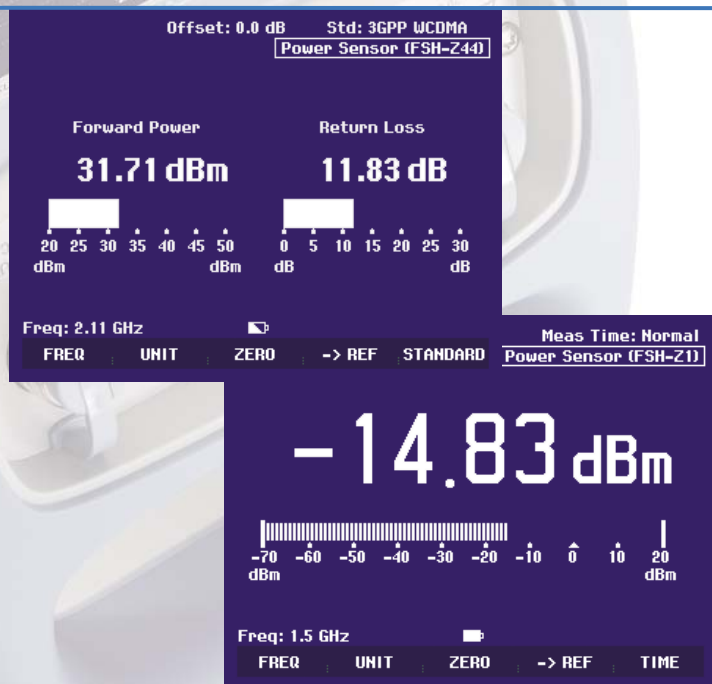 Offset: 0.0 dB Std: 3GPP WCDMA
Power Sensor (FSH-Z44)
Forward Power Return Loss
31.71 dBm 11.83 dB
20 25 30 35 40 45 50 0 5 10 15 20 25 30
dBm dBm dB dB
Freq: 2.11 GHz
FREQ UNIT ZERO -> REF STANDARD
Meas Time: Normal
Power Sensor (FSH-Z1)
-14.83 dBm
-70 -60 -50 -40 -30 -20 -10 0 10 20
dBm dBm
Freq: 1.5 GHz
FREQ UNIT ZERO -> REF TIME